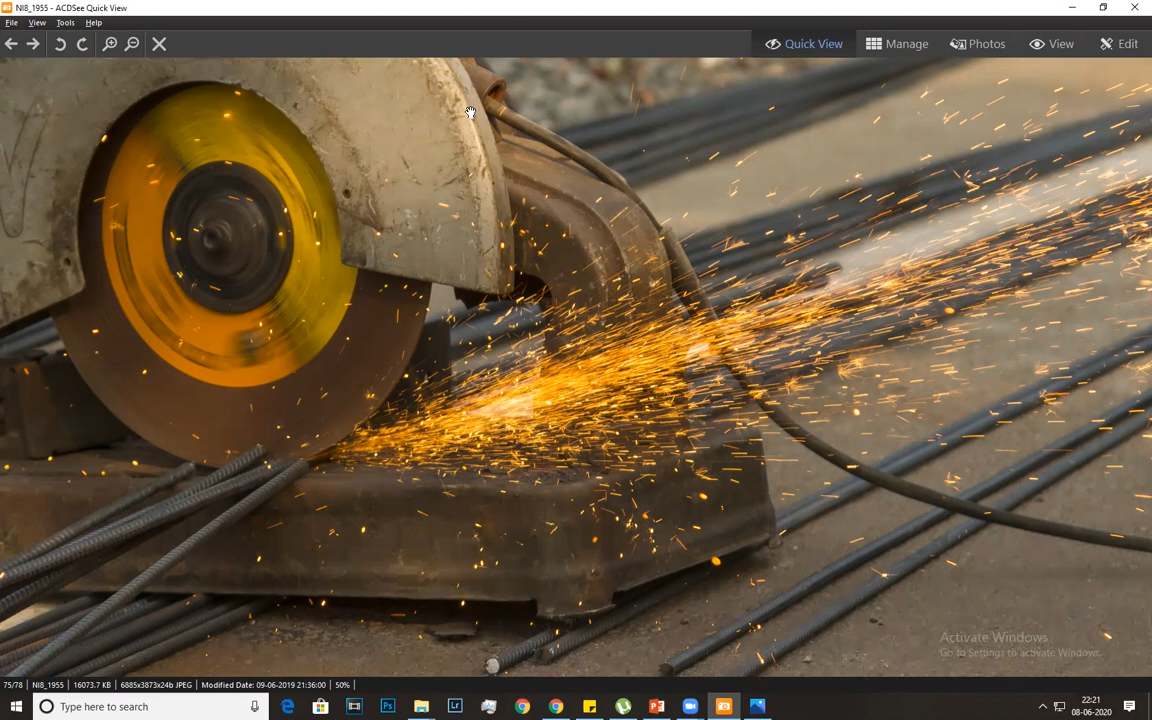 NI8_1955 - ACDSee Quick View
File View Tools Help
Quick View Manage Photos View Edit
Activate Windows
Go to Settings to activate Windows.
75/78 NI8_1955 16073.7 KB 6885x3873x24b JPEG Modified Date: 09-06-2019 21:36:00 50%
Type here to search
Ps
Lr
22:21
08-06-2020